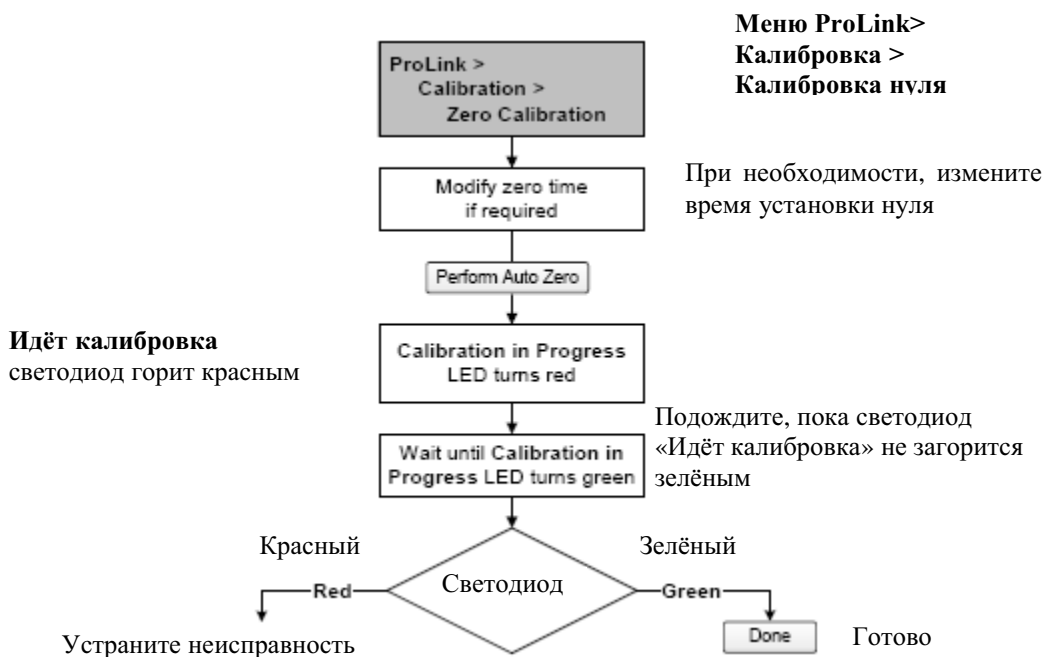 Меню ProLink>
Калибровка >
Калибровка нуля
ProLink >
Calibration >
Zero Calibration
При необходимости, измените
время установки нуля
Modify zero time
if required
Perform Auto Zero
Идёт калибровка
светодиод горит красным
Calibration in Progress
LED turns red
Подождите, пока светодиод
«Идёт калибровка» не загорится
зелёным
Wait until Calibration in
Progress LED turns green
Красный
Зелёный
Red
Светодиод
Green
Устраните неисправность
Done
Готово